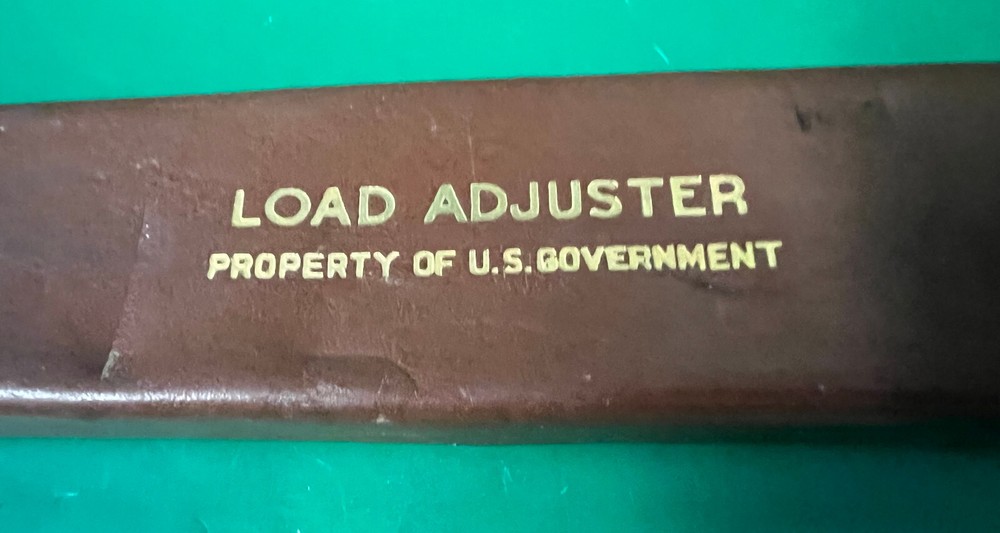 LOAD ADJUSTER
PROPERTY OF U.S. GOVERNMENT